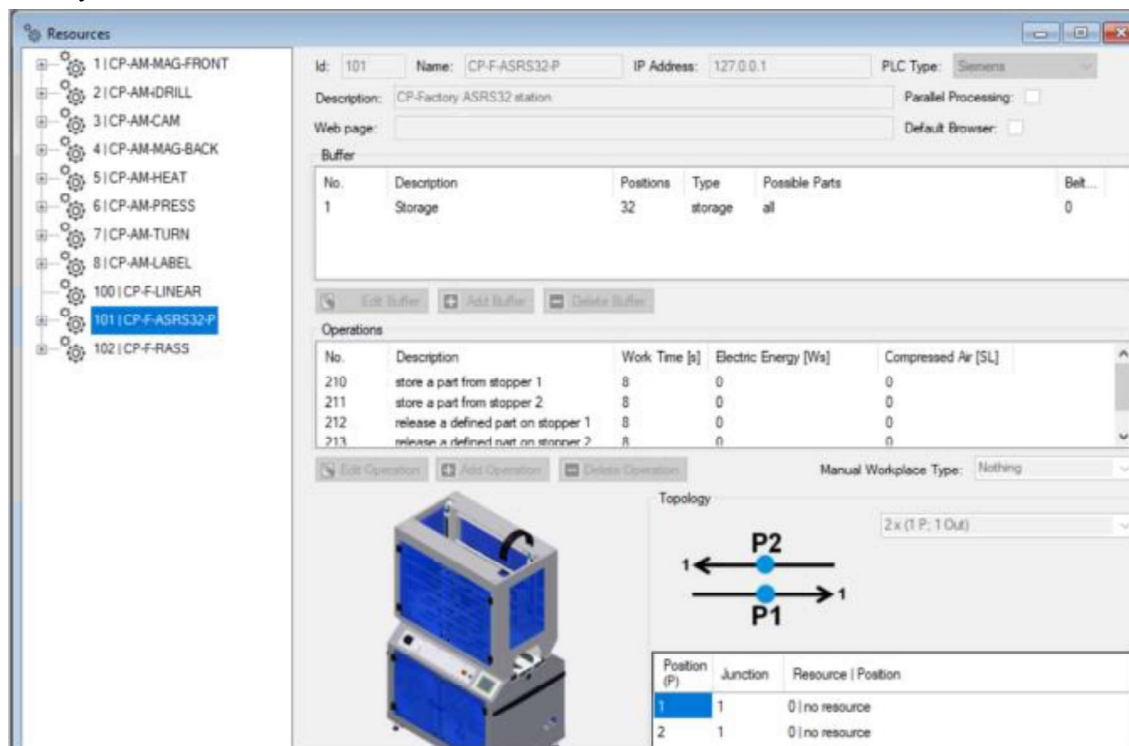 Resources
1 | CP-AM-MAG-FRONT
2 | CP-AM-iDRILL
3 | CP-AM-CAM
4 | CP-AM-MAG-BACK
5 | CP-AM-HEAT
6 | CP-AM-PRESS
7 | CP-AM-TURN
8 | CP-AM-LABEL
100 | CP-F-LINEAR
101 | CP-F-ASRS32-P
102 | CP-F-RASS
Id: 101 Name: CP-F-ASRS32-P IP Address: 127.0.0.1 PLC Type: Siemens
Description: CP-Factory ASRS32 station Parallel Processing:
Web page: Default Browser:
Buffer
No. Description Positions Type Possible Parts Belt...
1 Storage 32 storage all 0
Edit Buffer Add Buffer Delete Buffer
Operations
No. Description Work Time [s] Electric Energy [Ws] Compressed Air [SL]
210 store a part from stopper 1 8 0 0
211 store a part from stopper 2 8 0 0
212 release a defined part on stopper 1 8 0 0
213 release a defined part on stopper 2 8 0 0
Edit Operation Add Operation Delete Operation Manual Workplace Type: Nothing
Topology
2 x (1 P; 1 Out)
P2
1
1
P1
Position (P) Junction Resource | Position
1 1 0 | no resource
2 1 0 | no resource